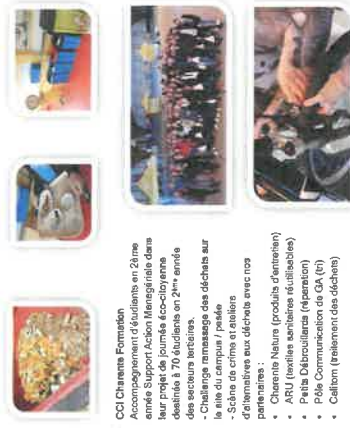 CCI Charente Formation
Accompagnement d'étudiants en 2ème
année Support Action Managériale dans
leur projet de journée éco-citoyenne
destinée à 70 étudiants en 2ème année
des secteurs tertiaires.
- Challenge ramassage des déchets sur
le site du campus / pesée
- Scène de crime et ateliers
d'alternatives aux déchets avec nos
partenaires :
• Charente Nature (produits d'entretien)
• ARU (textiles sanitaires réutilisables)
• Petits Débrouillards (réparation)
• Pôle Communication de GA (tri)
• Calitom (traitement des déchets)